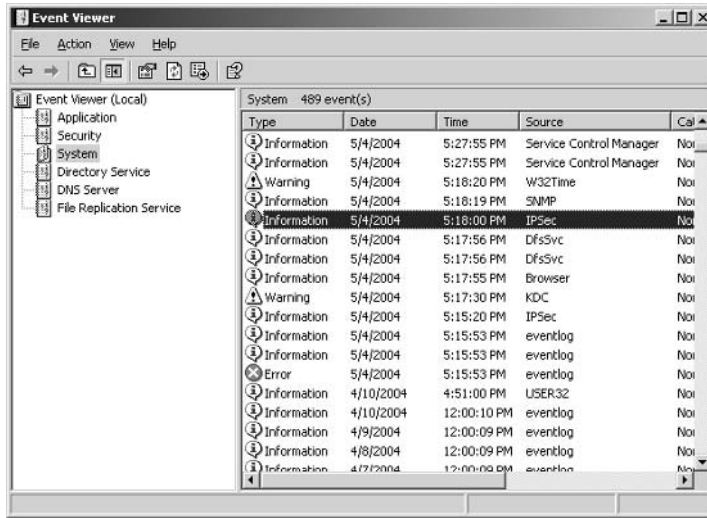 Event Viewer
File Action View Help
Event Viewer (Local)
Application
Security
System
Directory Service
DNS Server
File Replication Service
System 489 event(s)
Type Date Time Source
Information 5/4/2004 5:27:55 PM Service Control Manager
Information 5/4/2004 5:27:55 PM Service Control Manager
Warning 5/4/2004 5:18:20 PM W32Time
Information 5/4/2004 5:18:19 PM SNMP
Information 5/4/2004 5:18:00 PM IPSec
Information 5/4/2004 5:17:56 PM DfsSvc
Information 5/4/2004 5:17:56 PM DfsSvc
Information 5/4/2004 5:17:55 PM Browser
Warning 5/4/2004 5:17:30 PM KDC
Information 5/4/2004 5:15:20 PM IPSec
Information 5/4/2004 5:15:53 PM eventlog
Information 5/4/2004 5:15:53 PM eventlog
Error 5/4/2004 5:15:53 PM eventlog
Information 4/10/2004 4:51:00 PM USER32
Information 4/10/2004 12:00:10 PM eventlog
Information 4/9/2004 12:00:09 PM eventlog
Information 4/8/2004 12:00:09 PM eventlog
Information 4/7/2004 12:00:09 PM eventlog